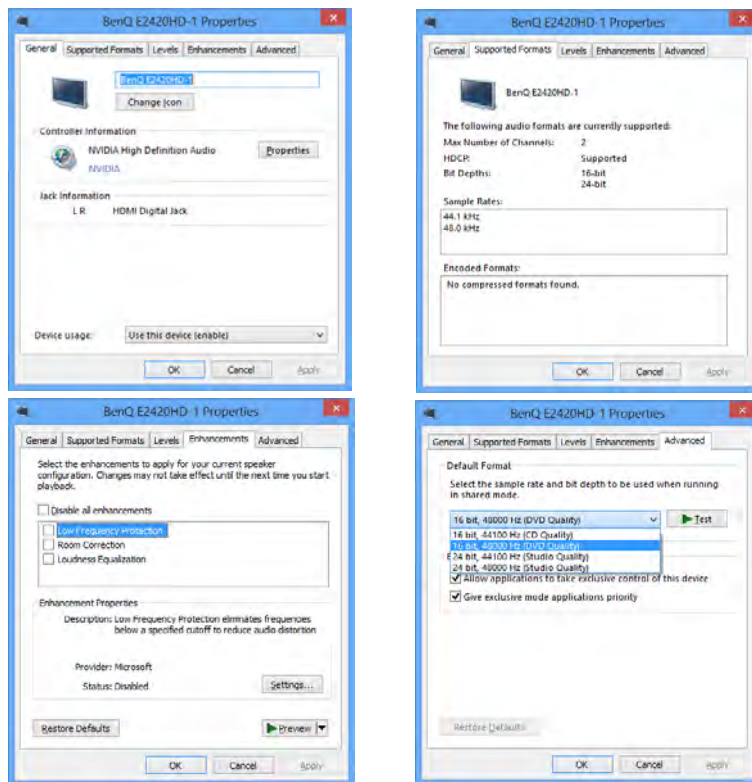 BenQ E2420HD-1 Properties
General Supported Formats Levels Enhancements Advanced
BenQ E2420HD-1
Change Icon
Controller Information
NVIDIA High Definition Audio Properties
NVIDIA
Jack Information
L R HDMI Digital Jack
Device usage: Use this device (enable)
OK Cancel Apply
BenQ E2420HD-1 Properties
General Supported Formats Levels Enhancements Advanced
BenQ E2420HD-1
The following audio formats are currently supported:
Max Number of Channels: 2
HDCP: Supported
Bit Depths: 16-bit
24-bit
Sample Rates:
44.1 kHz
48.0 kHz
Encoded Formats:
No compressed formats found.
OK Cancel Apply
BenQ E2420HD-1 Properties
General Supported Formats Levels Enhancements Advanced
Select the enhancements to apply for your current speaker
configuration. Changes may not take effect until the next time you start
playback.
Disable all enhancements
Low Frequency Protection
Room Correction
Loudness Equalization
Enhancement Properties
Description: Low Frequency Protection eliminates frequencies
below a specified cutoff to reduce audio distortion
Provider: Microsoft
Status: Disabled Settings...
Restore Defaults Preview
OK Cancel Apply
BenQ E2420HD-1 Properties
General Supported Formats Levels Enhancements Advanced
Default Format
Select the sample rate and bit depth to be used when running
in shared mode.
16 bit, 48000 Hz (DVD Quality) Test
16 bit, 44100 Hz (CD Quality)
16 bit, 48000 Hz (DVD Quality)
24 bit, 44100 Hz (Studio Quality)
24 bit, 48000 Hz (Studio Quality)
Allow applications to take exclusive control of this device
Give exclusive mode applications priority
Restore Defaults
OK Cancel Apply